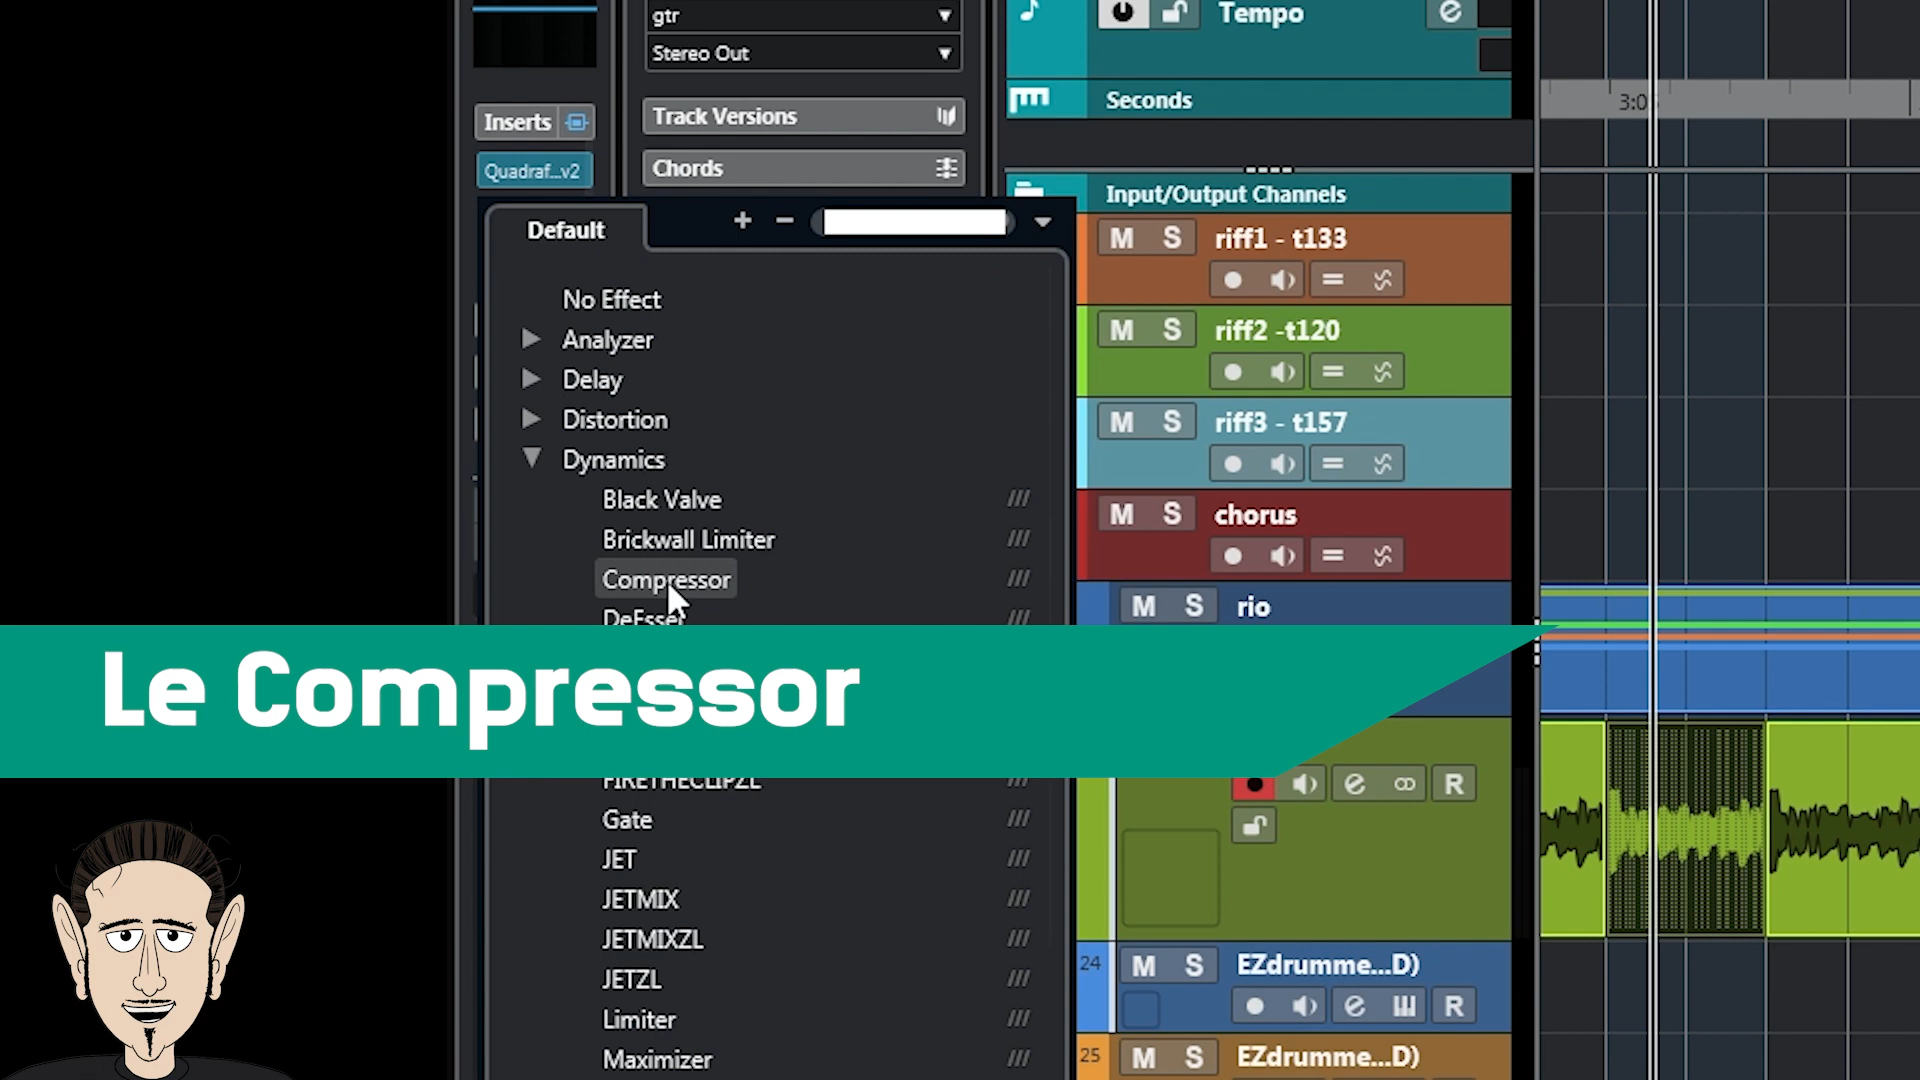 gtr
Stereo Out
Inserts
Quadraf...v2
Track Versions
Chords
Default
No Effect
Analyzer
Delay
Distortion
Dynamics
Black Valve
Brickwall Limiter
Compressor
DeEsser
Le Compressor
FIRETHECLIPZL
Gate
JET
JETMIX
JETMIXZL
JETZL
Limiter
Maximizer
Tempo
Seconds
Input/Output Channels
M S riff1 - t133
M S riff2 -t120
M S riff3 - t157
M S chorus
M S rio
R
24 M S EZdrumme...D)
R
25 M S EZdrumme...D)